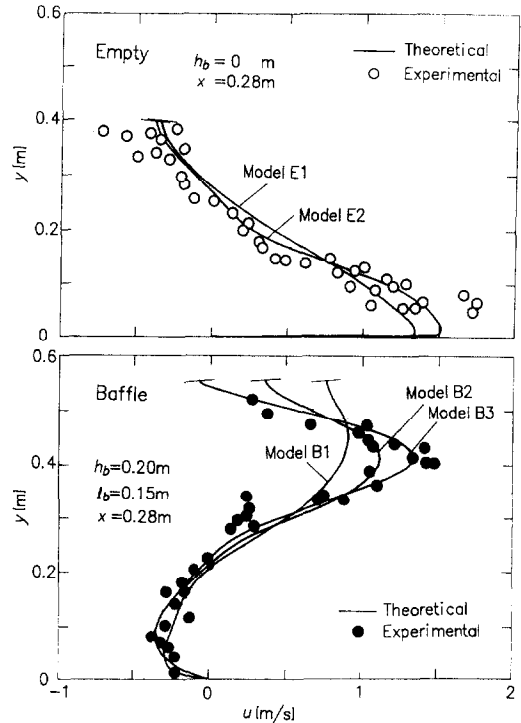 0.6
Empty
h_b = 0 m
x = 0.28m
Theoretical
Experimental
y [m]
0.4
Model E1
Model E2
0.2
0
0.6
Baffle
h_b=0.20m
ℓ_b=0.15m
x =0.28m
Model B2
Model B3
Model B1
y [m]
0.4
0.2
Theoretical
Experimental
0
-1 0 1 2
u [m/s]